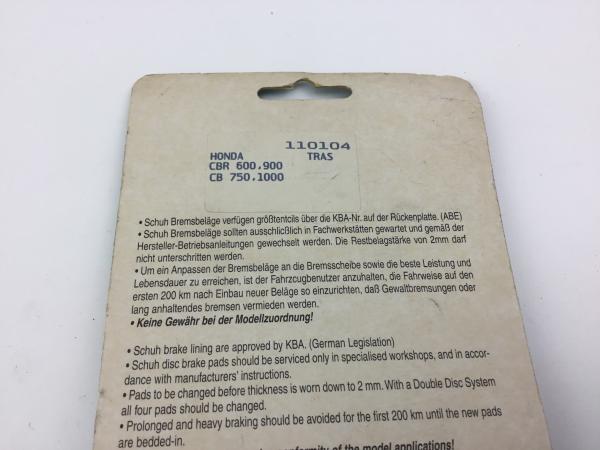 110104
HONDA TRAS
CBR 600,900
CB 750,1000
• Schuh Bremsbeläge verfügen größtentcils über die KBA-Nr. auf der Rückenplatte. (ABE)
• Schuh Bremsbeläge sollten ausschlicßlich in Fachwerkstätten gewartet und gemäß der
Hersteller-Betriebsanleitungen gewechselt werden. Die Restbelagstärke von 2mm darf
nicht unterschritten werden.
• Um ein Anpassen der Bremsbeläge an die Bremsscheibe sowie die beste Leistung und
Lebensdauer zu erreichen, ist der Fahrzcugbenutzer anzuhalten, die Fahrweise auf den
ersten 200 km nach Einbau neuer Beläge so einzurichten, daß Gewaltbremsungen oder
lang anhaltendes bremsen vermieden werden.
• Keine Gewähr bei der Modellzuordnung!
• Schuh brake lining are approved by KBA. (German Legislation)
• Schuh disc brake pads should be serviced only in specialised workshops, and in accor-
dance with manufacturers' instructions.
• Pads to be changed before thickness is worn down to 2 mm. With a Double Disc System
all four pads should be changed.
• Prolonged and heavy braking should be avoided for the first 200 km until the new pads
are bedded-in.
conformity of the model applications!